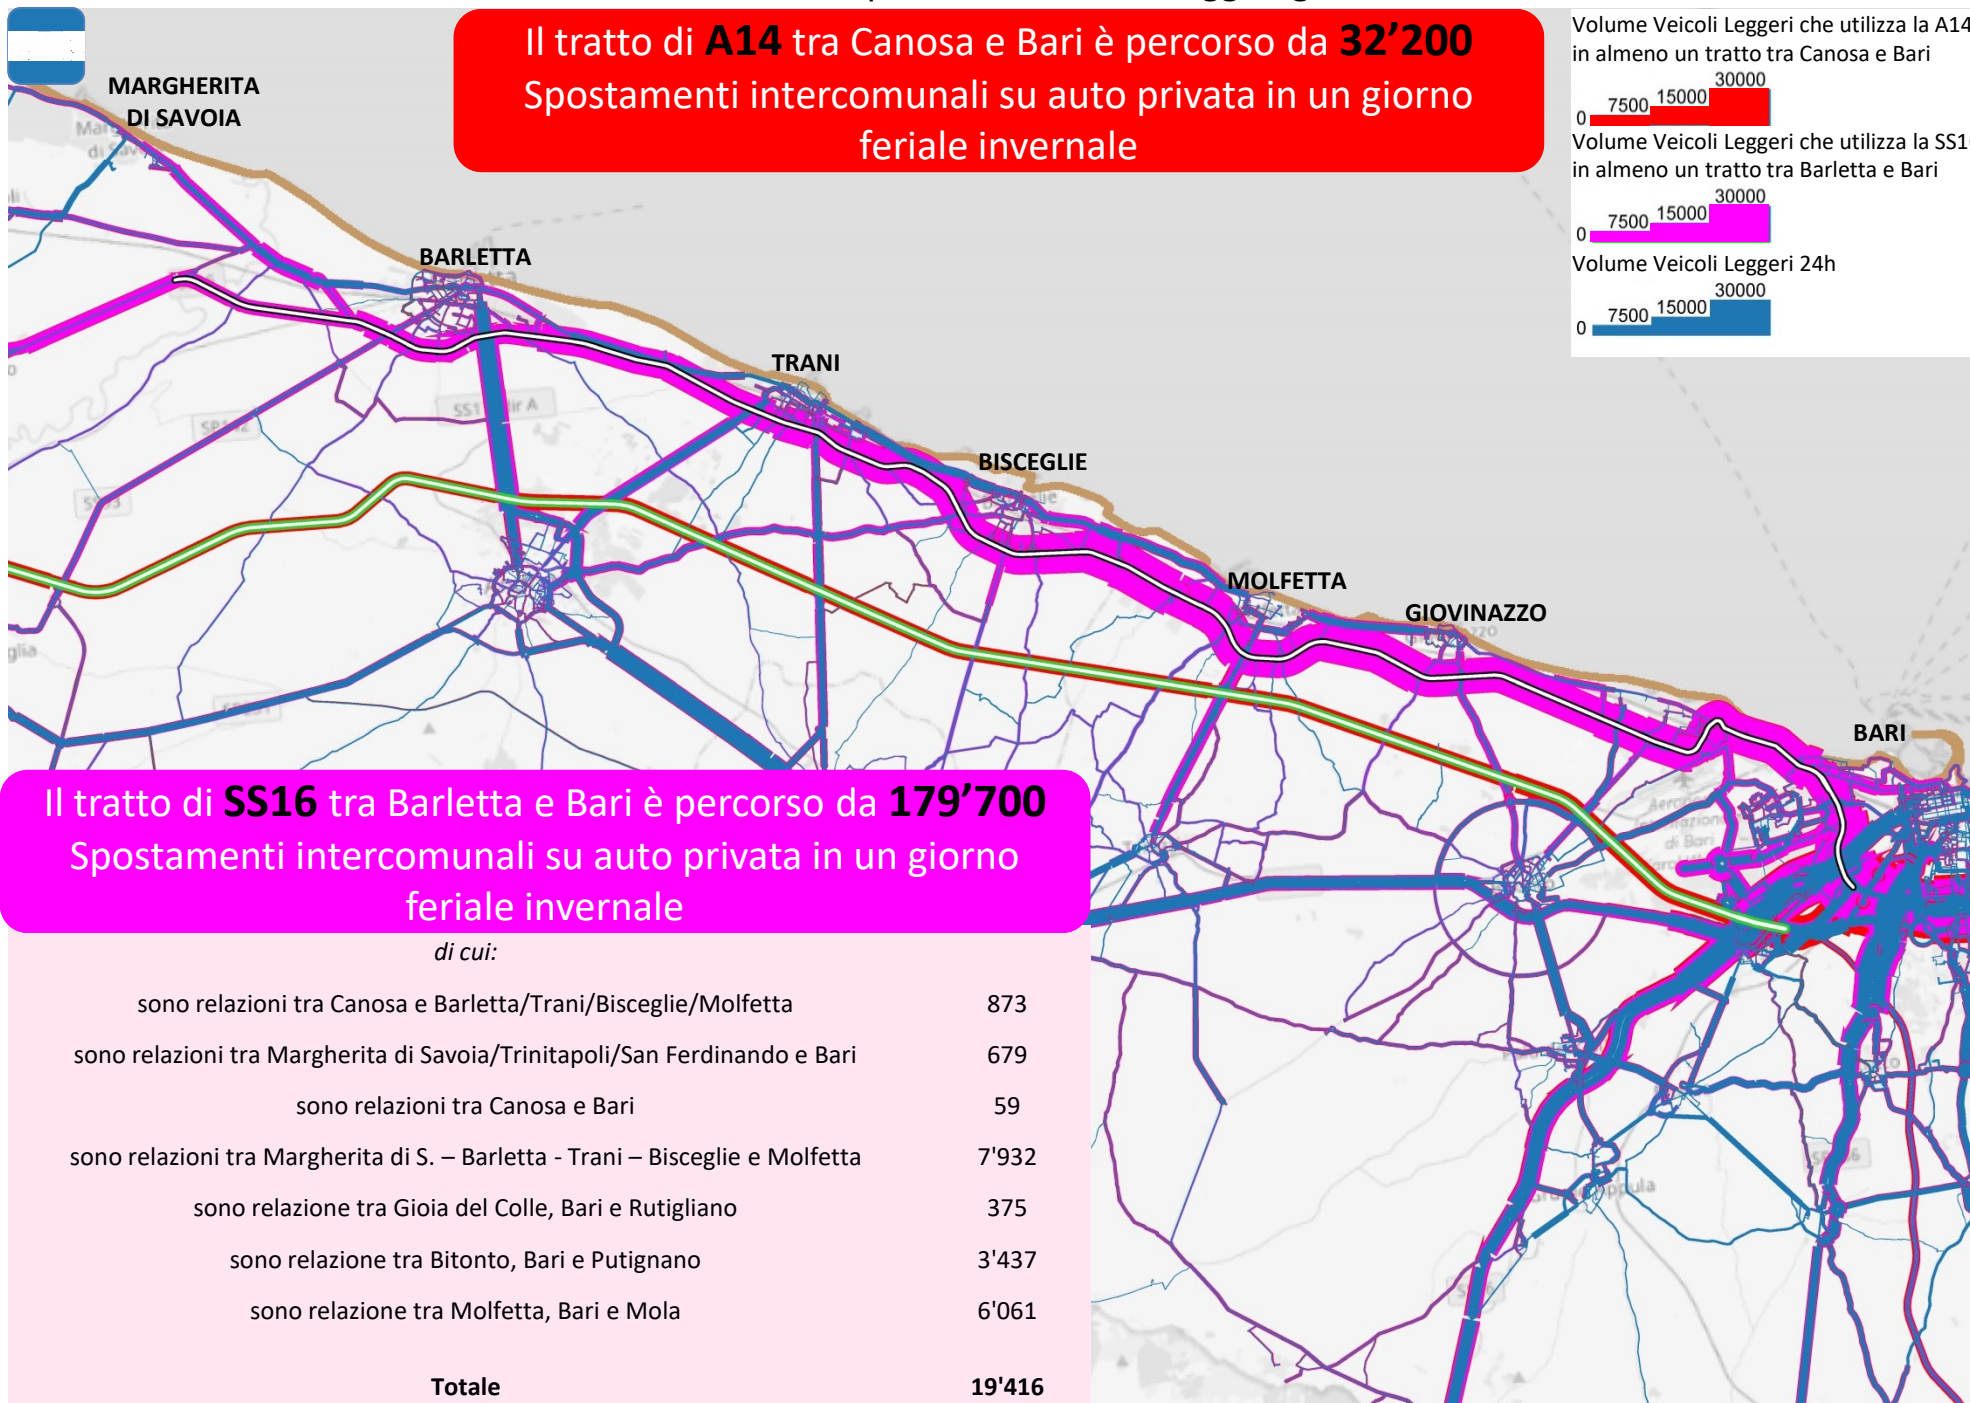 Il tratto di A14 tra Canosa e Bari è percorso da 32’200
Spostamenti intercomunali su auto privata in un giorno
feriale invernale
Volume Veicoli Leggeri che utilizza la A14
in almeno un tratto tra Canosa e Bari
0 7500 15000 30000
Volume Veicoli Leggeri che utilizza la
in almeno un tratto tra Barletta e Bari
0 7500 15000 30000
Volume Veicoli Leggeri 24h
0 7500 15000 30000
MARGHERITA
DI SAVOIA
BARLETTA
TRANI
BISCEGLIE
MOLFETTA
GIOVINAZZO
BARI
Il tratto di SS16 tra Barletta e Bari è percorso da 179’700
Spostamenti intercomunali su auto privata in un giorno
feriale invernale
di cui:
sono relazioni tra Canosa e Barletta/Trani/Bisceglie/Molfetta 873
sono relazioni tra Margherita di Savoia/Trinitapoli/San Ferdinando e Bari 679
sono relazioni tra Canosa e Bari 59
sono relazioni tra Margherita di S. – Barletta - Trani – Bisceglie e Molfetta 7'932
sono relazione tra Gioia del Colle, Bari e Rutigliano 375
sono relazione tra Bitonto, Bari e Putignano 3'437
sono relazione tra Molfetta, Bari e Mola 6'061
Totale 19'416